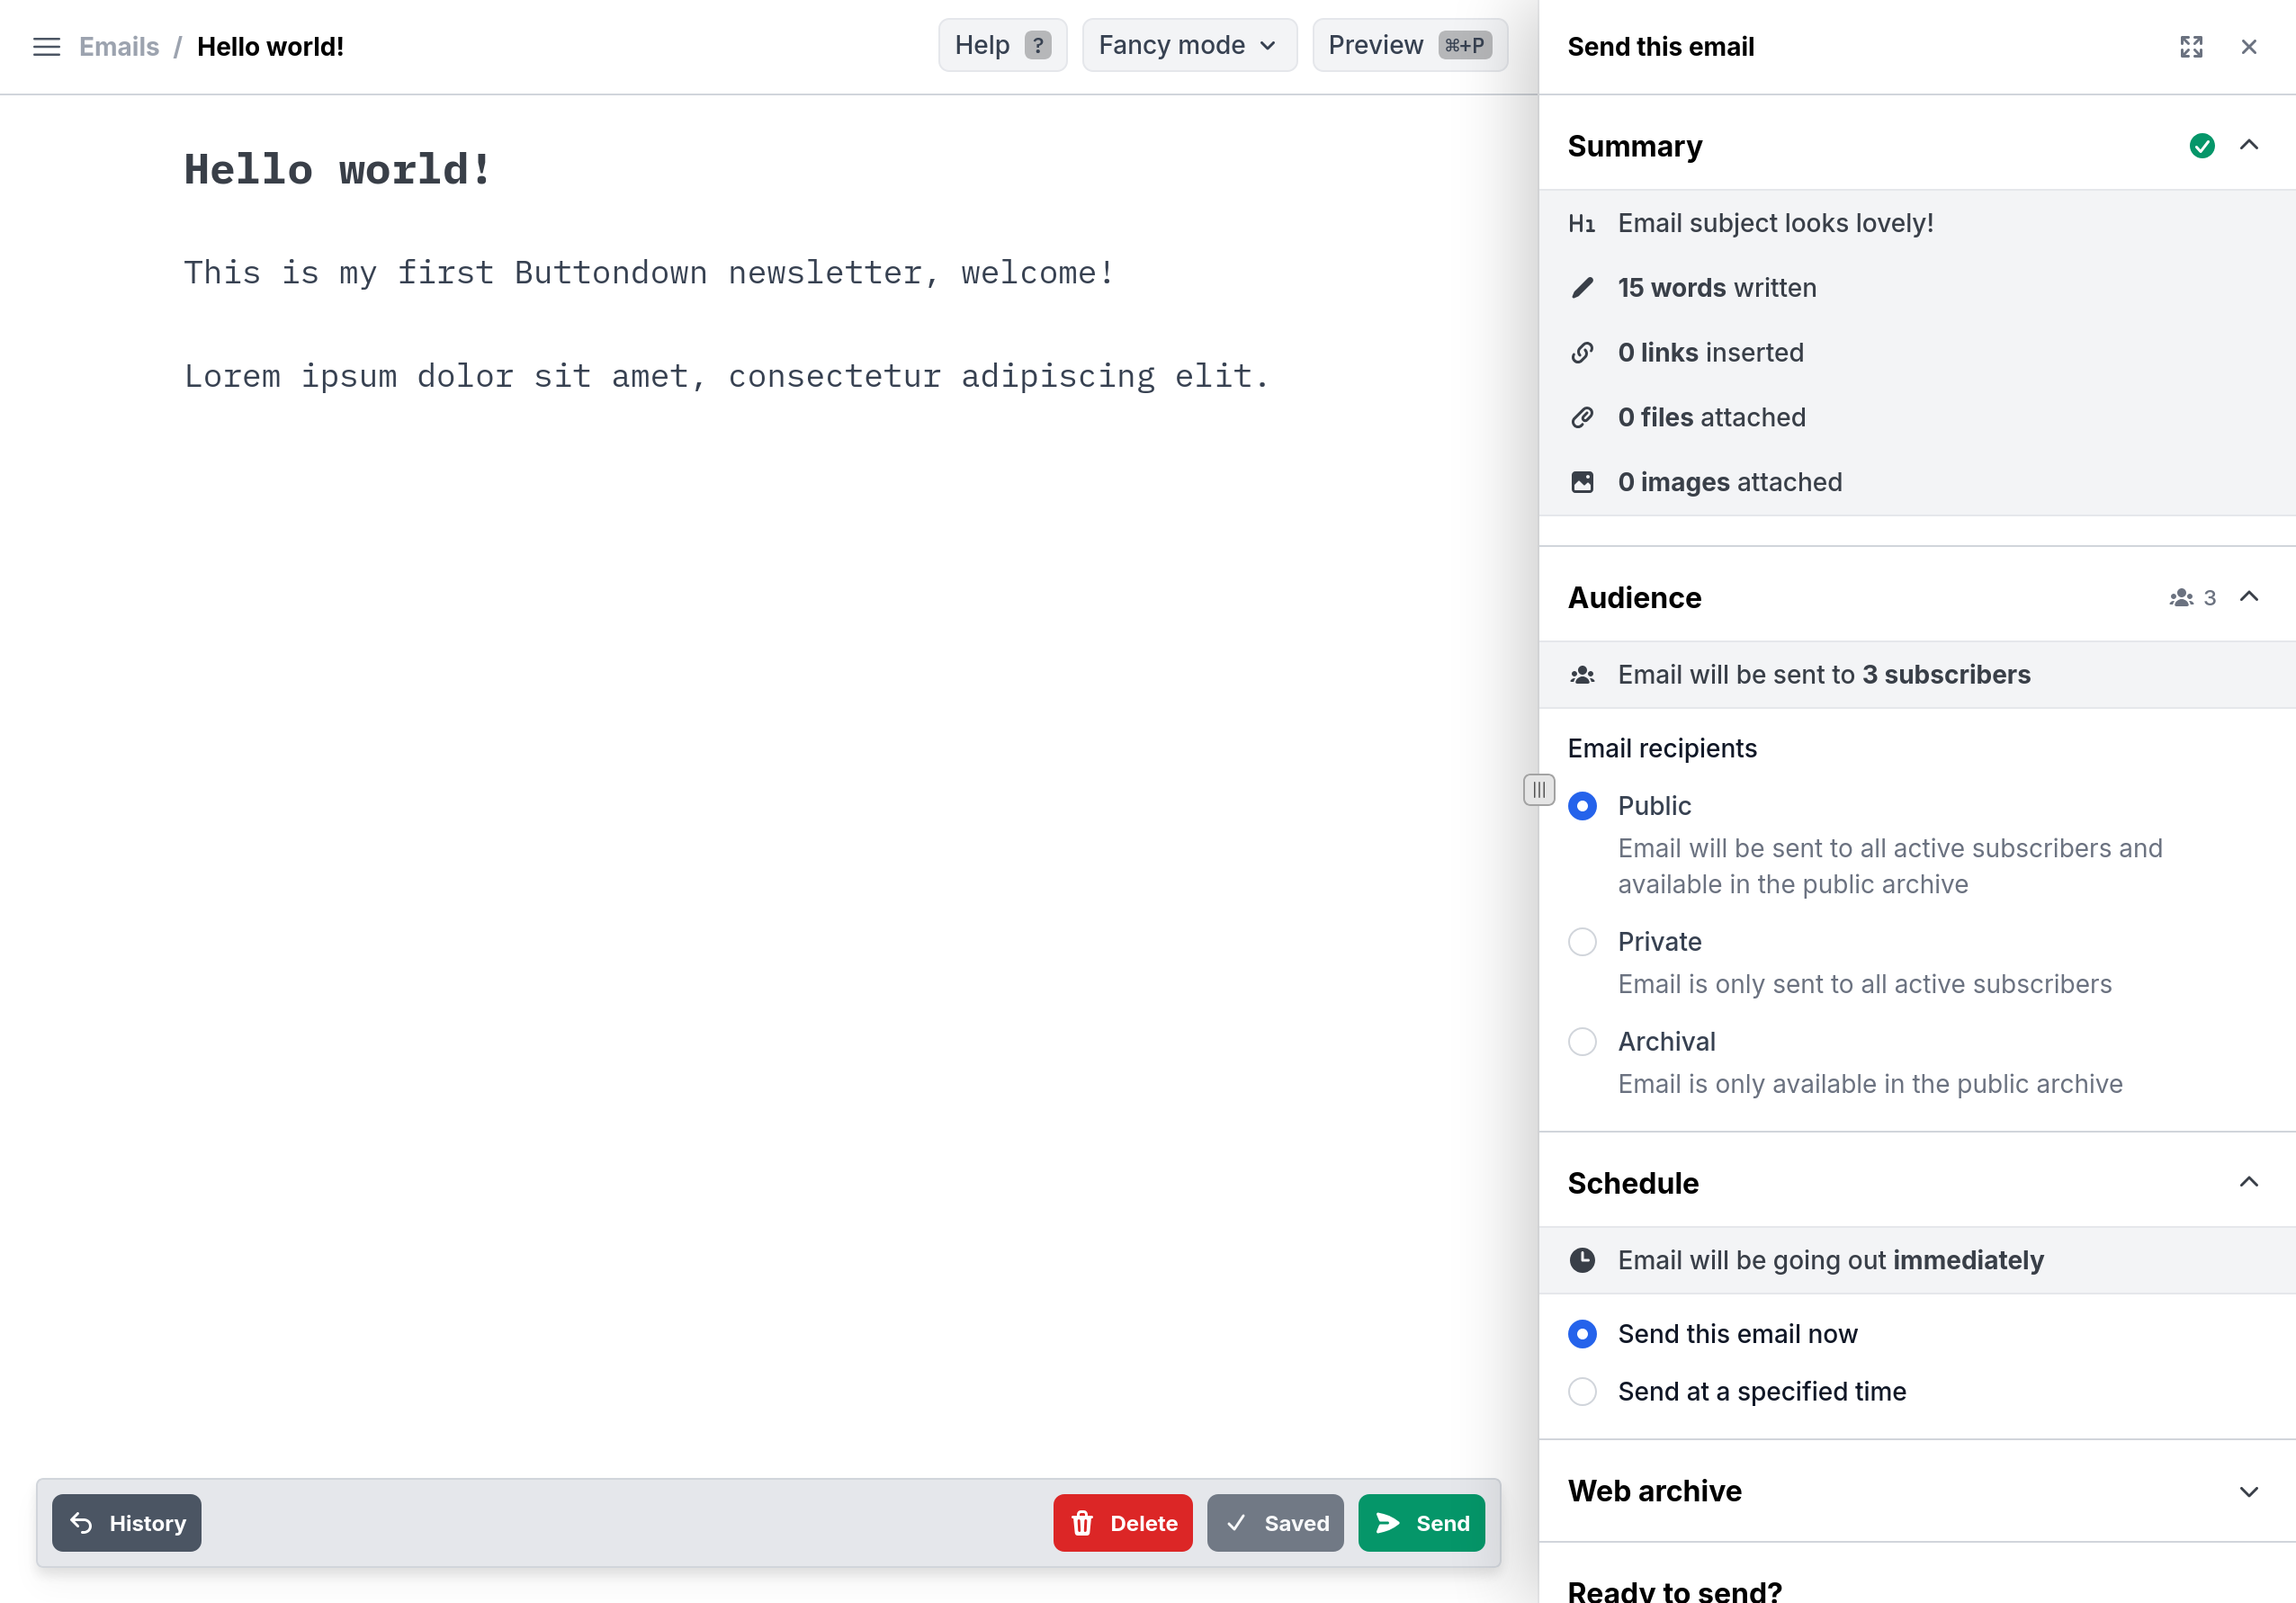 Emails / Hello world!
Help ?
Fancy mode
Preview ⌘+P
Hello world!
This is my first Buttondown newsletter, welcome!
Lorem ipsum dolor sit amet, consectetur adipiscing elit.
History
Delete
Saved
Send
Send this email
Summary
H1 Email subject looks lovely!
15 words written
0 links inserted
0 files attached
0 images attached
Audience 3
Email will be sent to 3 subscribers
Email recipients
Public
Email will be sent to all active subscribers and
available in the public archive
Private
Email is only sent to all active subscribers
Archival
Email is only available in the public archive
Schedule
Email will be going out immediately
Send this email now
Send at a specified time
Web archive
Ready to send?